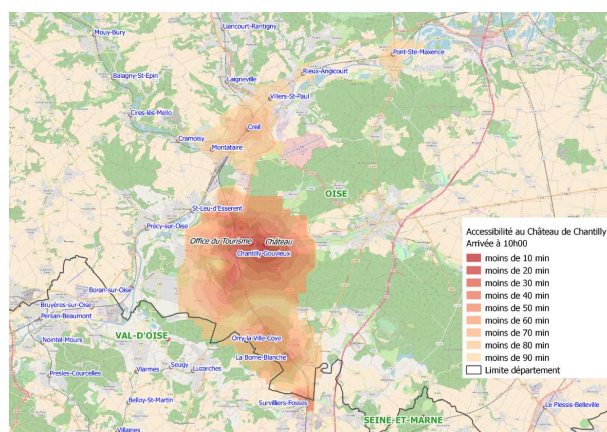 Mouy-Bury
Liancourt-Rantigny
Pont-Ste-Maxence
Balagny-St-Epin
Laigneville
Rieux-Angicourt
Villers-St-Paul
Cires-lès-Mello
Creil
Cramoisy
Montataire
OISE
St-Leu-d'Esserent
Précy-sur-Oise
Office du Tourisme
Château
Chantilly-Gouvieux
Accessibilité au Château de Chantilly
Arrivée à 10h00
moins de 10 min
moins de 20 min
moins de 30 min
moins de 40 min
moins de 50 min
moins de 60 min
moins de 70 min
moins de 80 min
moins de 90 min
Limite département
Boran-sur-Oise
Bruyères-sur-Oise
Persan-Beaumont
VAL-D'OISE
Nointel-Mours
Orry-la-Ville-Coye
La Borne-Blanche
Presles-Courcelles
Viarmes
Seugy
Luzarches
Belloy-St-Martin
Survilliers-Fosses
SEINE-ET-MARNE
Le Plessis-Belleville
Villaines